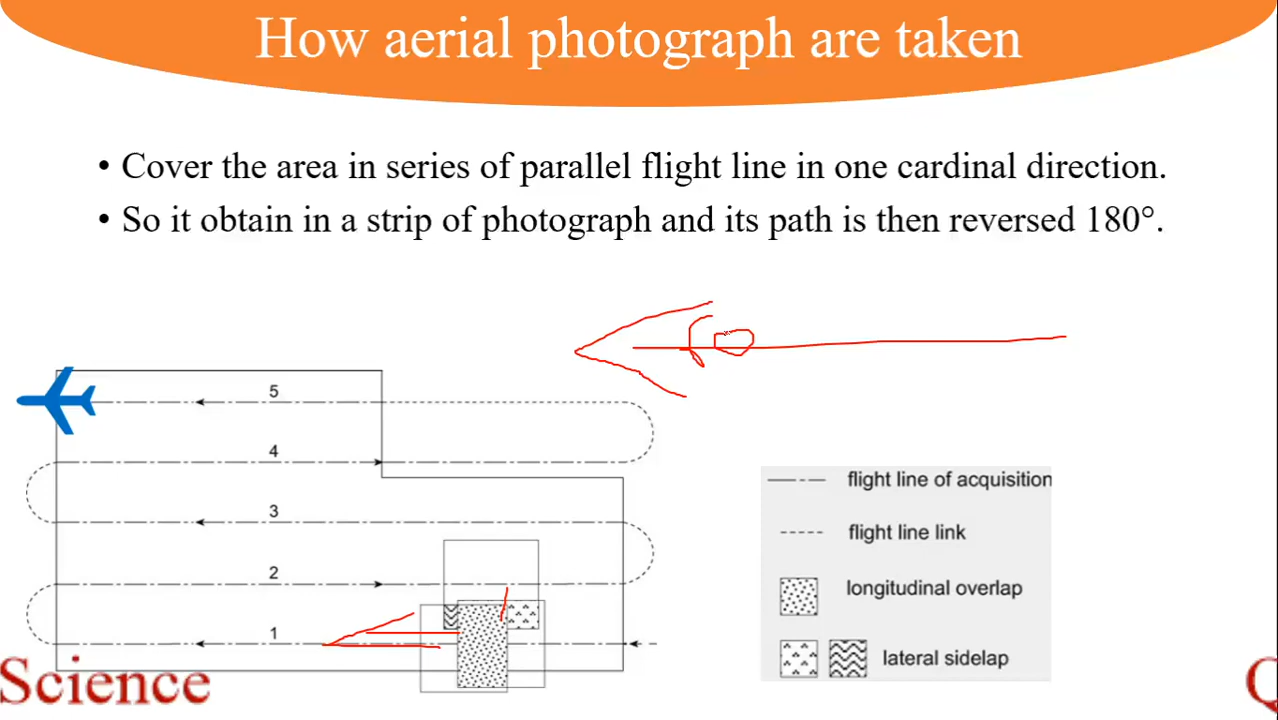 How aerial photograph are taken
• Cover the area in series of parallel flight line in one cardinal direction.
• So it obtain in a strip of photograph and its path is then reversed 180°.
5
4
3
2
1
flight line of acquisition
flight line link
longitudinal overlap
lateral sidelap
Science
Q